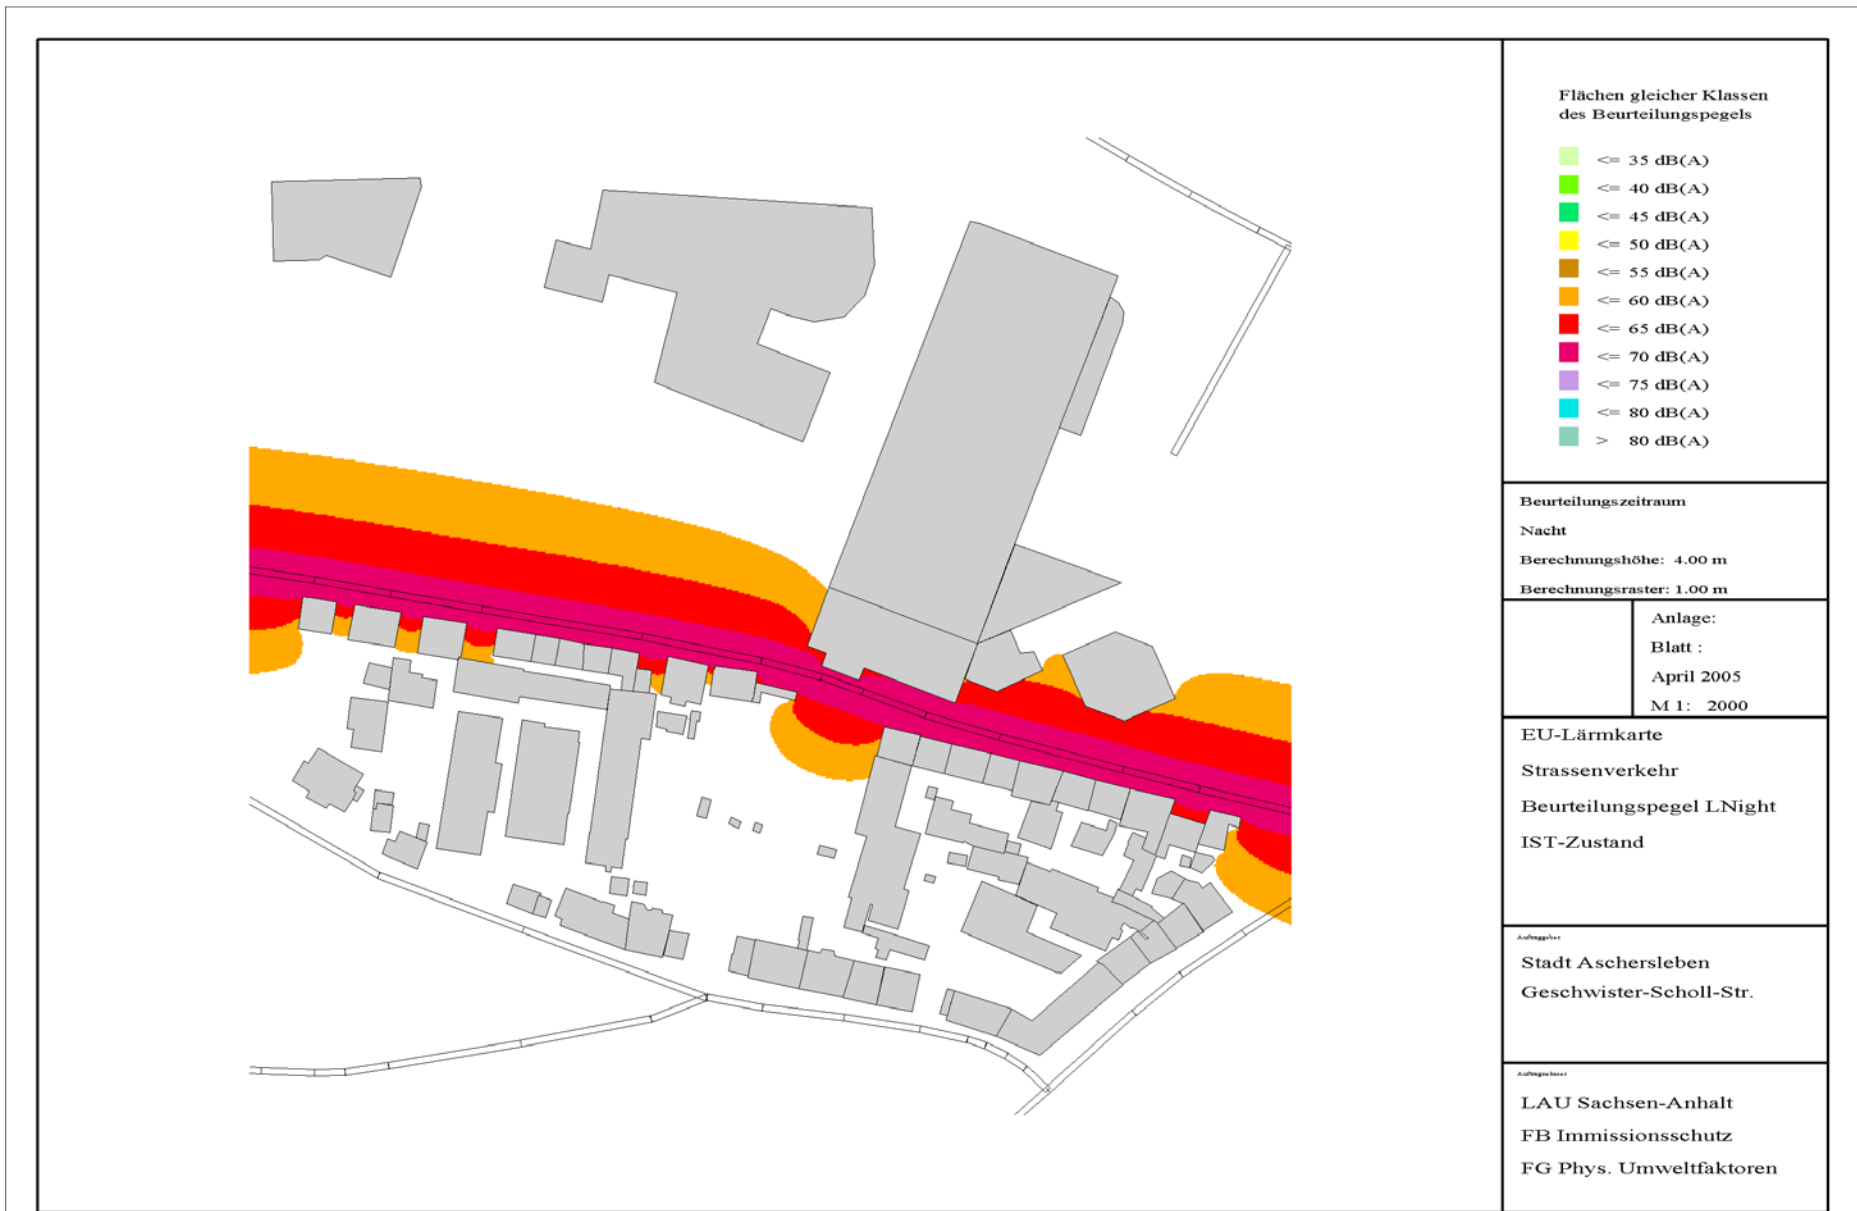 Flächen gleicher Klassen
des Beurteilungspegels
<= 35 dB(A)
<= 40 dB(A)
<= 45 dB(A)
<= 50 dB(A)
<= 55 dB(A)
<= 60 dB(A)
<= 65 dB(A)
<= 70 dB(A)
<= 75 dB(A)
<= 80 dB(A)
> 80 dB(A)
Beurteilungszeitraum
Nacht
Berechnungshöhe: 4.00 m
Berechnungsraster: 1.00 m
Anlage:
Blatt :
April 2005
M 1: 2000
EU-Lärmkarte
Strassenverkehr
Beurteilungspegel LNight
IST-Zustand
Auftraggeber
Stadt Aschersleben
Geschwister-Scholl-Str.
Auftragnehmer
LAU Sachsen-Anhalt
FB Immissionsschutz
FG Phys. Umweltfaktoren